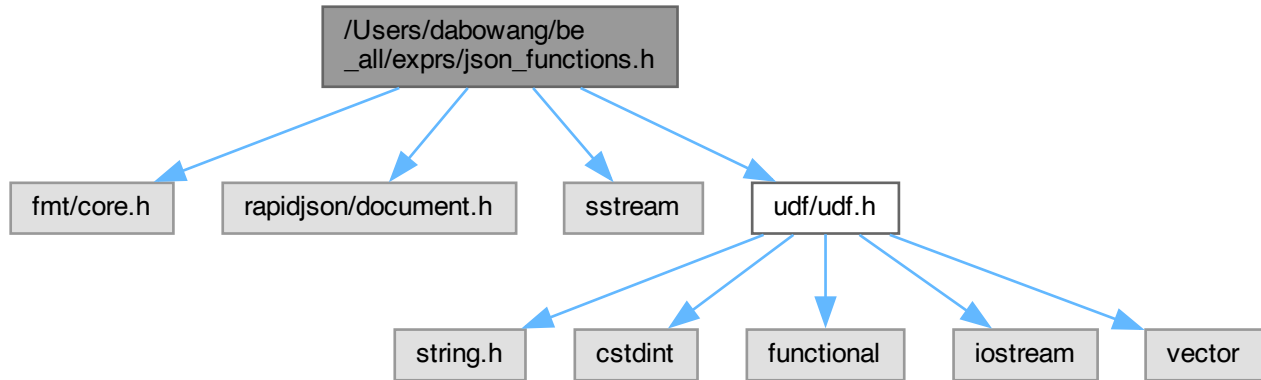 /Users/dabowang/be
_all/exprs/json_functions.h
fmt/core.h
rapidjson/document.h
sstream
udf/udf.h
string.h
cstdint
functional
iostream
vector